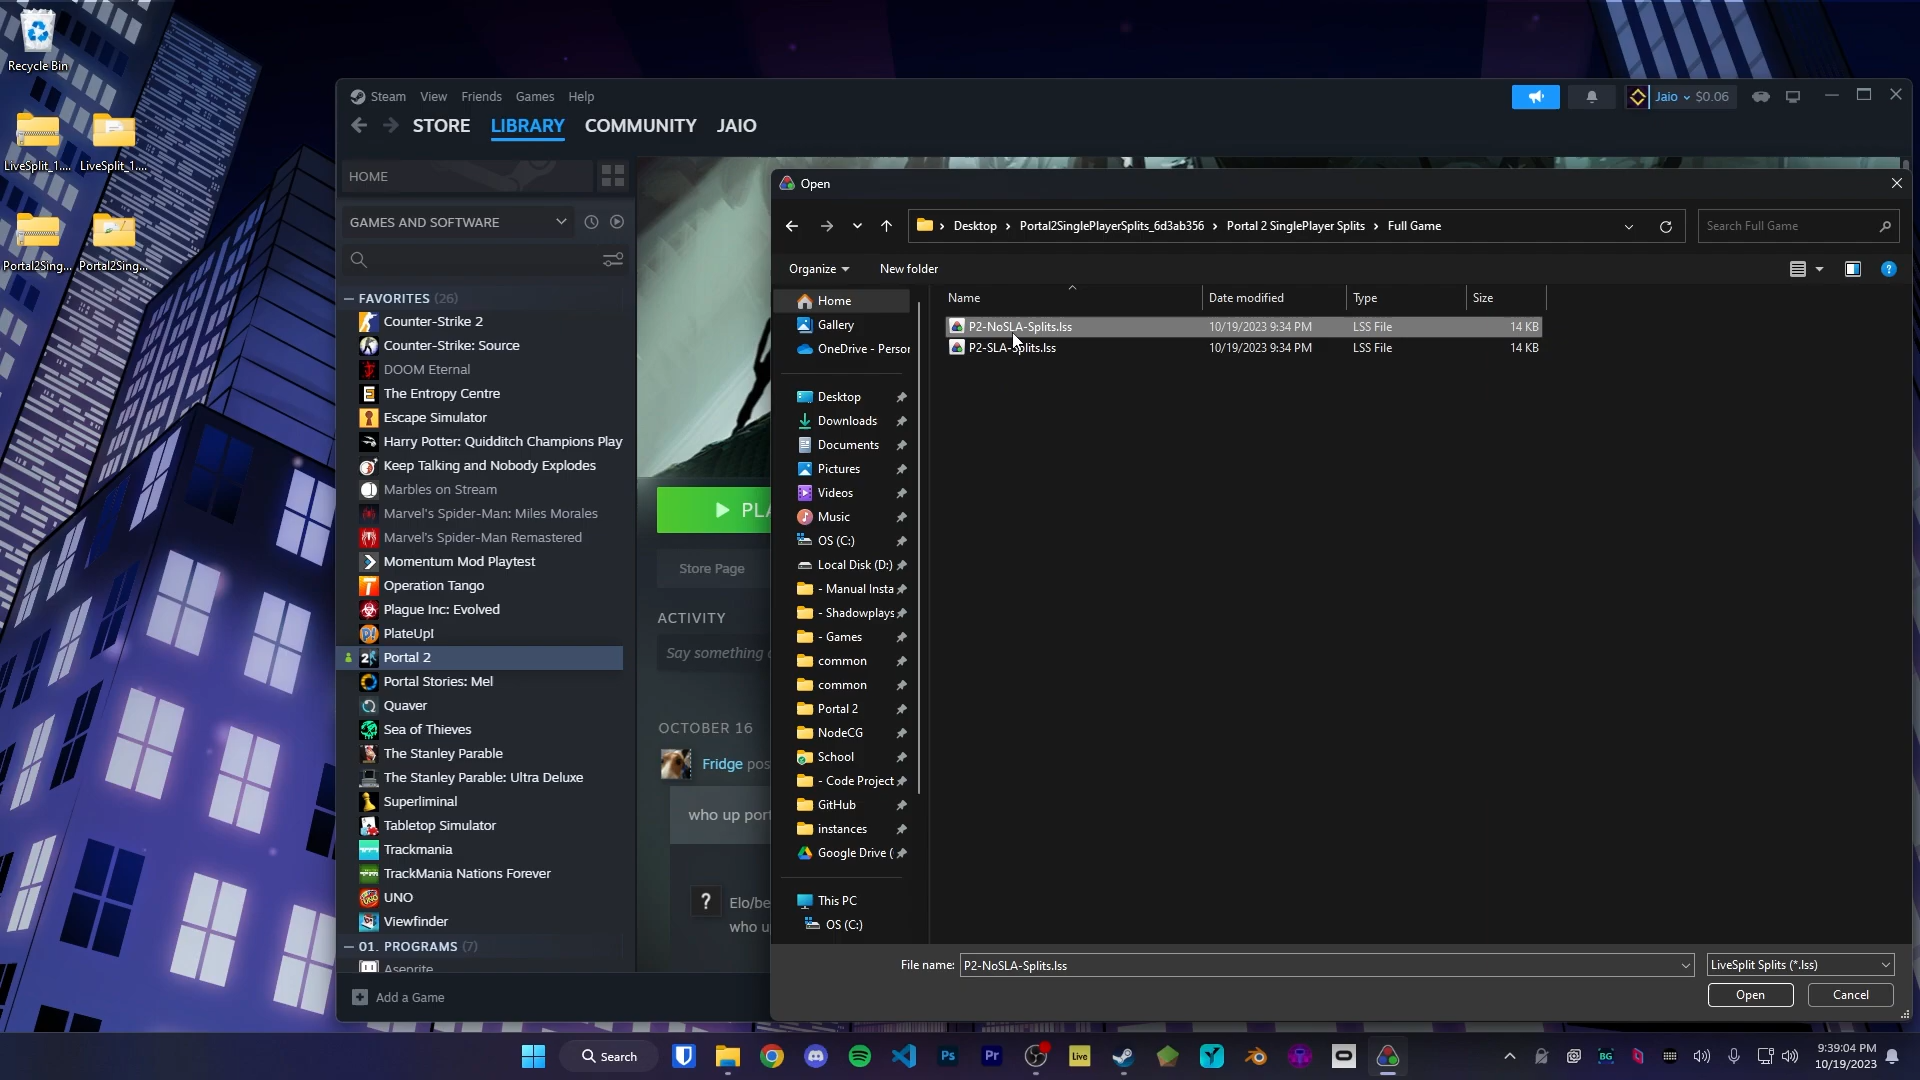 Recycle Bin
LiveSplit_1....
LiveSplit_1....
Portal2Sing...
Portal2Sing...
Steam View Friends Games Help
Jaio $0.06
STORE LIBRARY COMMUNITY JAIO
HOME
GAMES AND SOFTWARE
FAVORITES (26)
Counter-Strike 2
Counter-Strike: Source
DOOM Eternal
The Entropy Centre
Escape Simulator
Harry Potter: Quidditch Champions Play
Keep Talking and Nobody Explodes
Marbles on Stream
Marvel's Spider-Man: Miles Morales
Marvel's Spider-Man Remastered
Momentum Mod Playtest
Operation Tango
Plague Inc: Evolved
PlateUp!
Portal 2
Portal Stories: Mel
Quaver
Sea of Thieves
The Stanley Parable
The Stanley Parable: Ultra Deluxe
Superliminal
Tabletop Simulator
Trackmania
TrackMania Nations Forever
UNO
Viewfinder
01. PROGRAMS (7)
Aseprite
Add a Game
PLA
Store Page
ACTIVITY
Say something
OCTOBER 16
Fridge pos
who up port
? Elo/be
who u
Open
Desktop › Portal2SinglePlayerSplits_6d3ab356 › Portal 2 SinglePlayer Splits › Full Game
Search Full Game
Organize New folder
Home
Gallery
OneDrive - Person
Desktop
Downloads
Documents
Pictures
Videos
Music
OS (C:)
Local Disk (D:)
- Manual Insta
- Shadowplays
- Games
common
common
Portal 2
NodeCG
School
- Code Project
GitHub
instances
Google Drive (
This PC
OS (C:)
Name Date modified Type Size
P2-NoSLA-Splits.lss 10/19/2023 9:34 PM LSS File 14 KB
P2-SLA-Splits.lss 10/19/2023 9:34 PM LSS File 14 KB
File name: P2-NoSLA-Splits.lss LiveSplit Splits (*.lss)
Open Cancel
Search
Ps
Pr
Live
BG
9:39:04 PM
10/19/2023